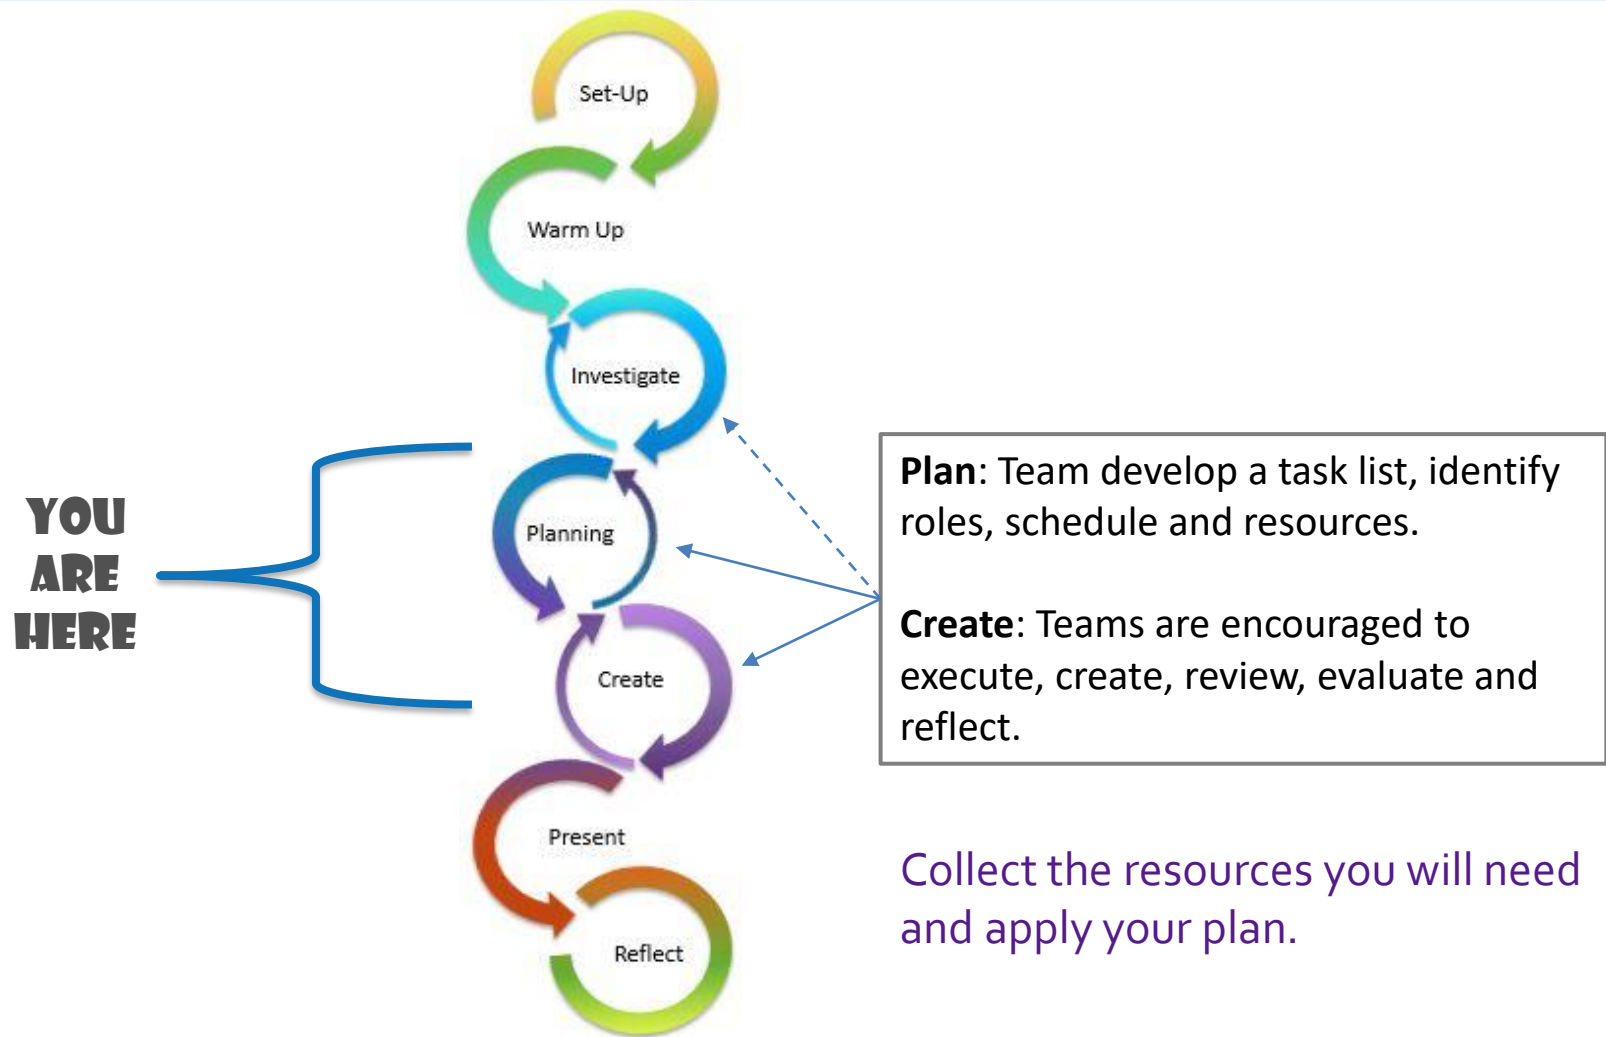 Set-Up
Warm Up
Investigate
YOU
ARE
HERE
Planning
Create
Present
Reflect
Plan: Team develop a task list, identify
roles, schedule and resources.
Create: Teams are encouraged to
execute, create, review, evaluate and
reflect.
Collect the resources you will need
and apply your plan.